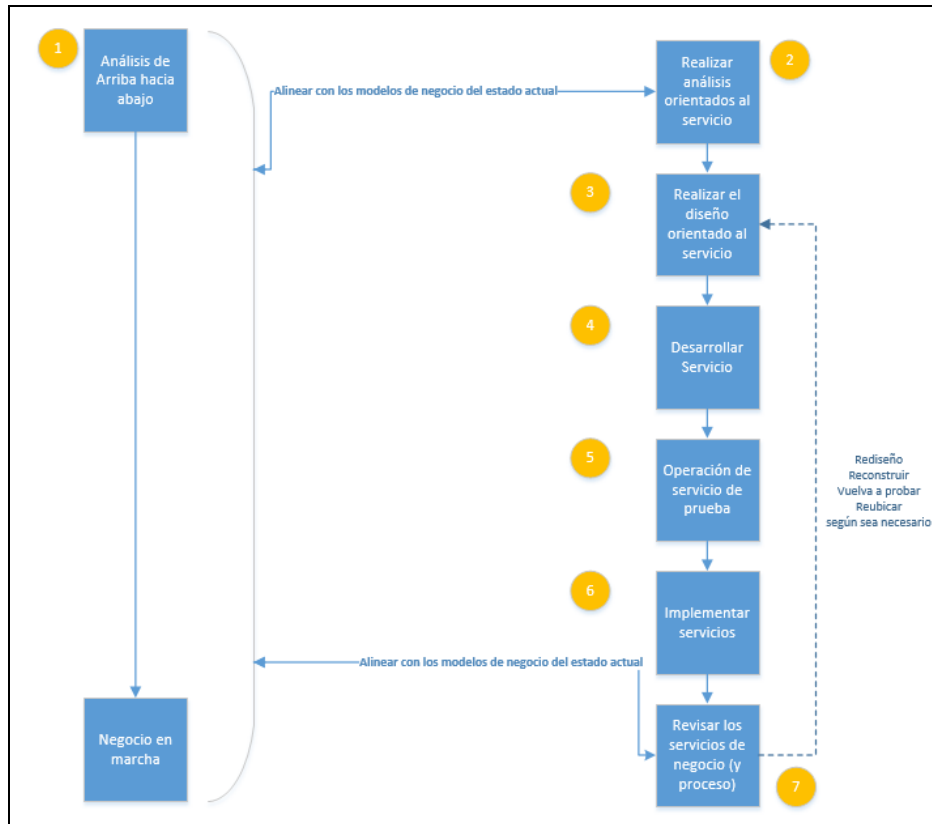 1
Análisis de
Arriba hacia
abajo
Alinear con los modelos de negocio del estado actual
2
Realizar
análisis
orientados al
servicio
3
Realizar el
diseño
orientado al
servicio
4
Desarrollar
Servicio
5
Operación de
servicio de
prueba
Rediseño
Reconstruir
Vuelva a probar
Reubicar
según sea necesario
6
Implementar
servicios
Alinear con los modelos de negocio del estado actual
Negocio en
marcha
Revisar los
servicios de
negocio (y
proceso)
7